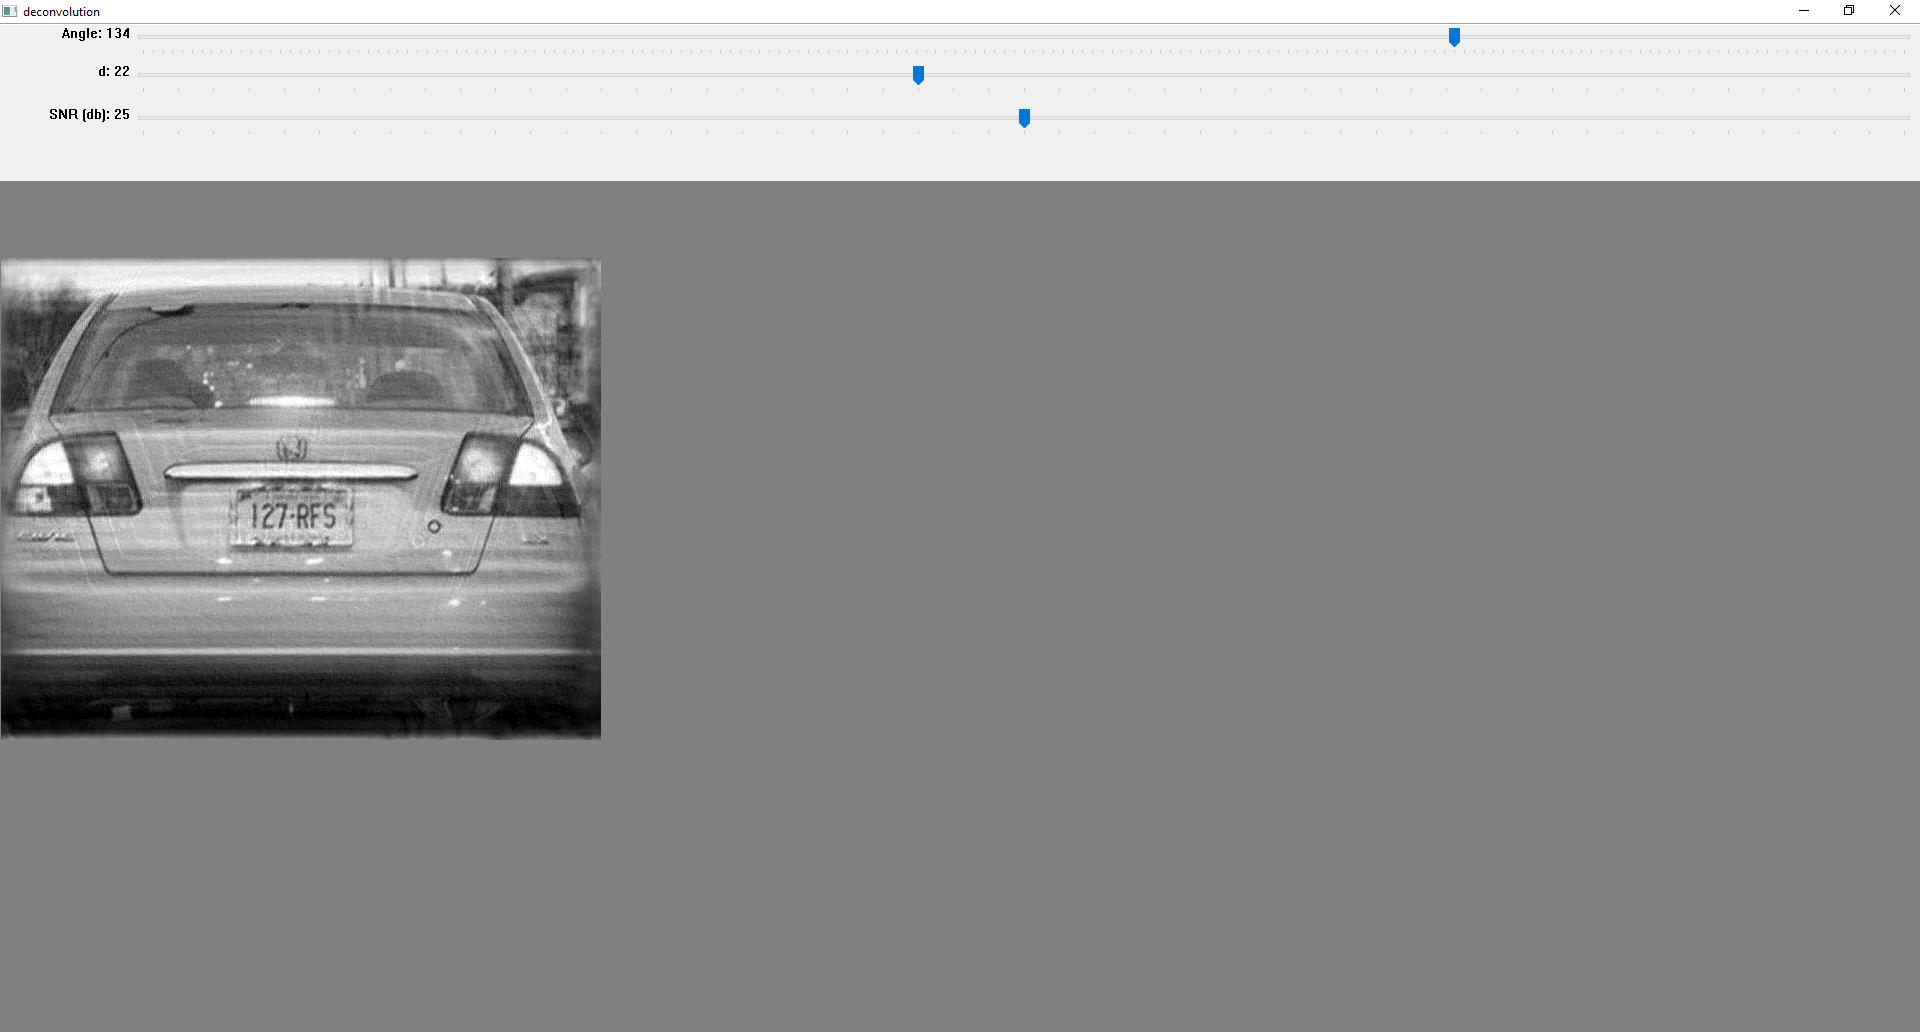 deconvolution
Angle: 134
d: 22
SNR (db): 25
127-RFS